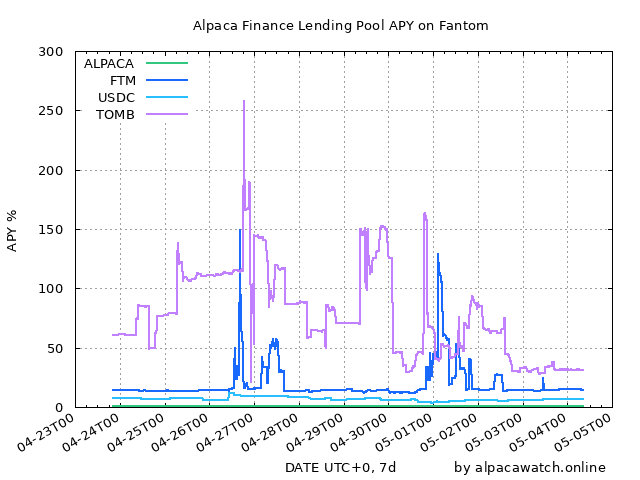 Alpaca Finance Lending Pool APY on Fantom
300
250
200
150
100
50
0
APY %
ALPACA
FTM
USDC
TOMB
04-23T00
04-24T00
04-25T00
04-26T00
04-27T00
04-28T00
04-29T00
04-30T00
05-01T00
05-02T00
05-03T00
05-04T00
05-05T00
DATE UTC+0, 7d
by alpacawatch.online